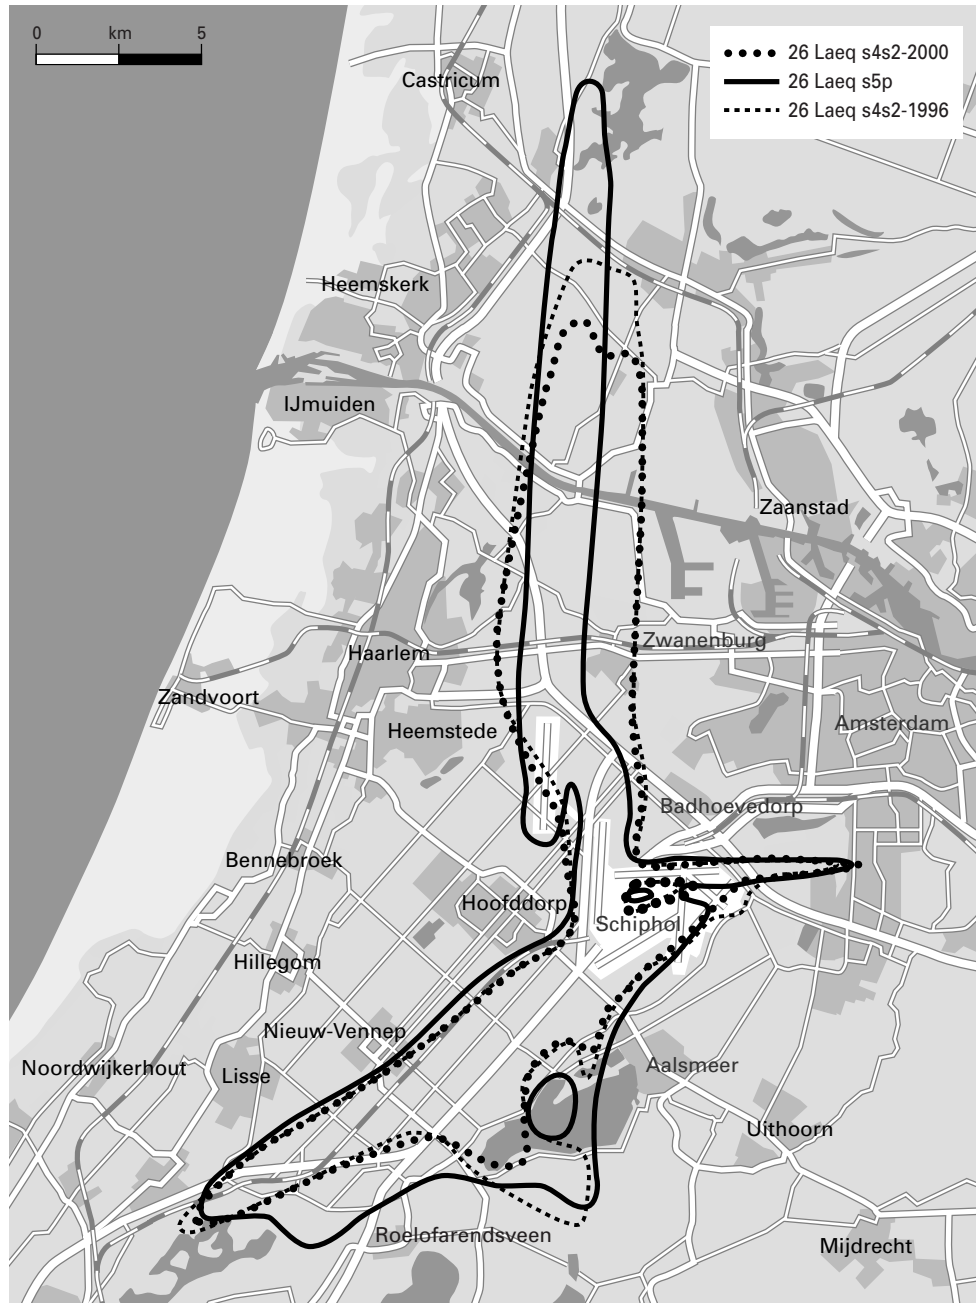 0 km 5
26 Laeq s4s2-2000
26 Laeq s5p
26 Laeq s4s2-1996
Castricum
Heemskerk
IJmuiden
Zaanstad
Zwanenburg
Haarlem
Zandvoort
Amsterdam
Heemstede
Badhoevedorp
Bennebroek
Hoofddorp
Schiphol
Hillegom
Nieuw-Vennep
Noordwijkerhout
Lisse
Aalsmeer
Uithoorn
Roelofarendsveen
Mijdrecht